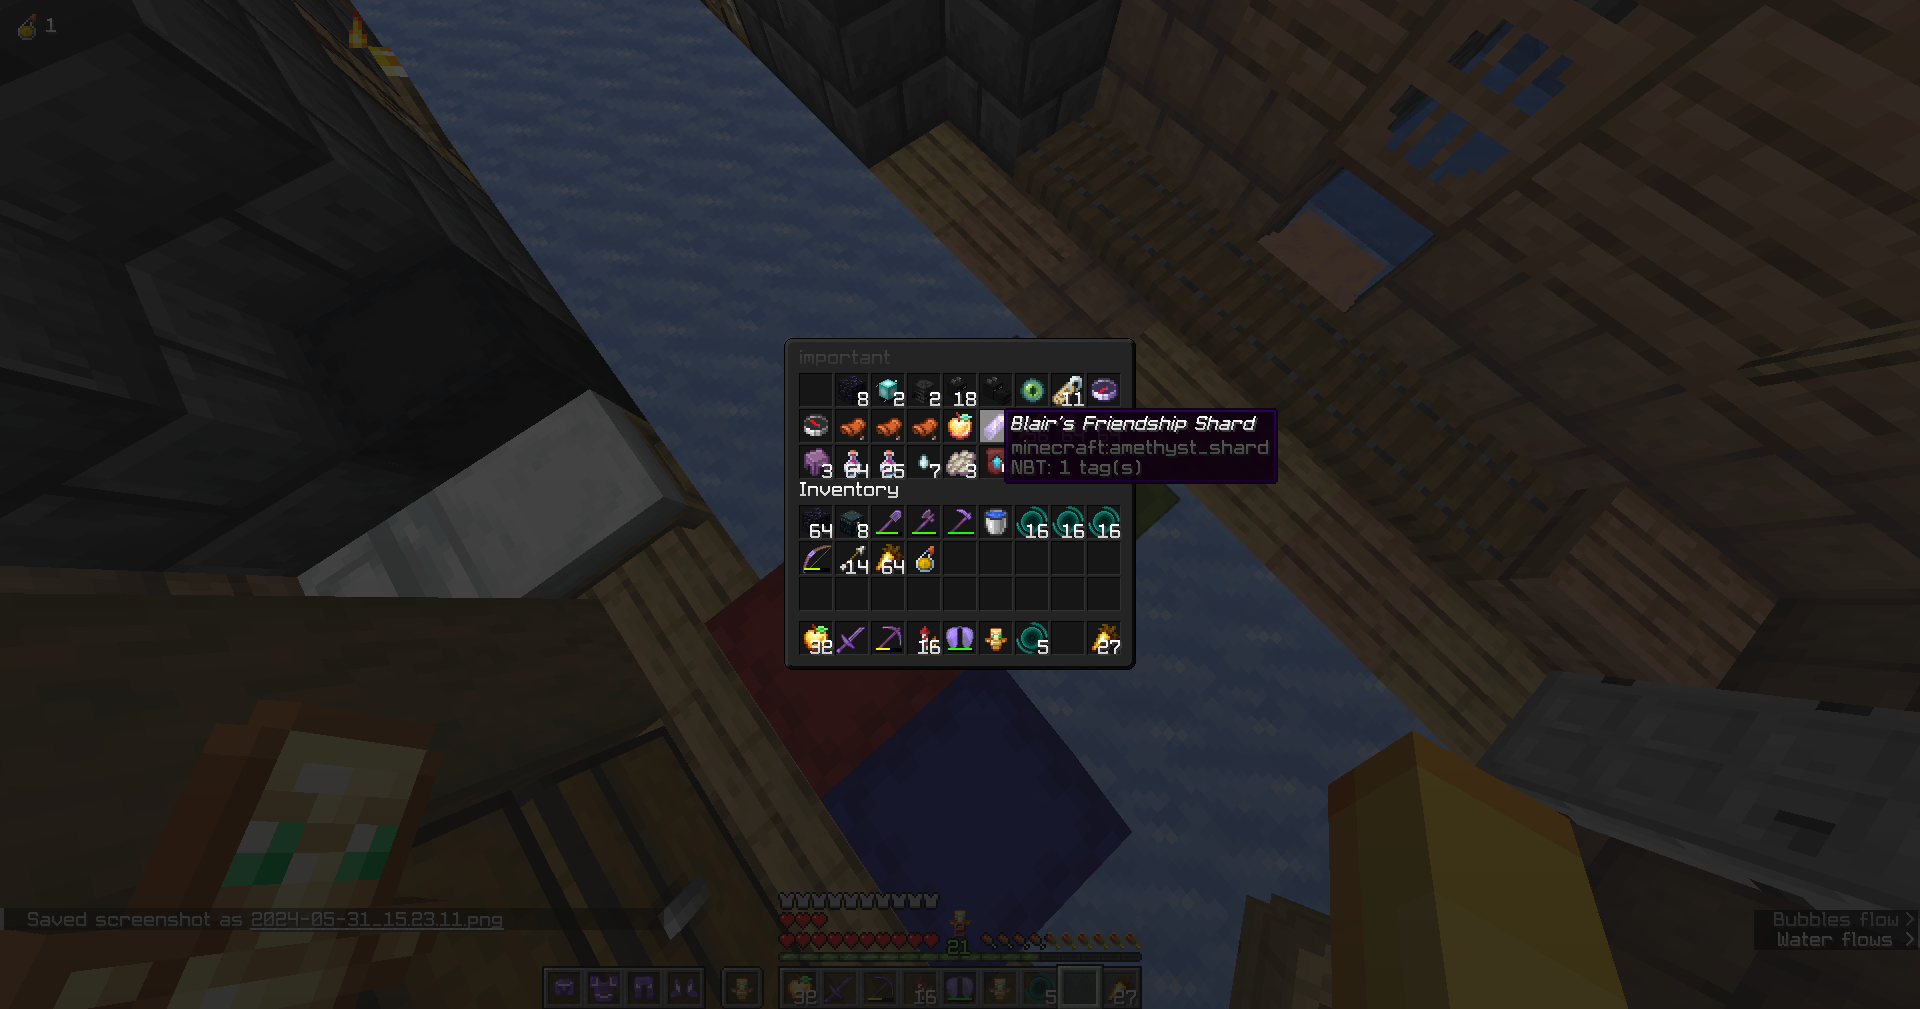 1
important
8 2 2 18 11
Blair's Friendship Shard
minecraft:amethyst_shard
NBT: 1 tag(s)
3 64 25 7 3
Inventory
64 8 16 16 16
+14 64
32 16 5 27
Saved screenshot as 2024-05-31_15.23.11.png
Bubbles flow >
Water flows >
21
32 16 5 27